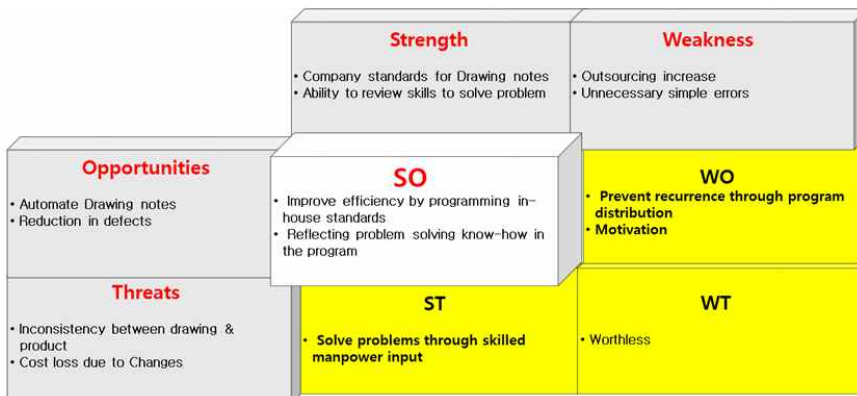 Strength
• Company standards for Drawing notes
• Ability to review skills to solve problem
Weakness
• Outsourcing increase
• Unnecessary simple errors
Opportunities
• Automate Drawing notes
• Reduction in defects
SO
• Improve efficiency by programming in-
house standards
• Reflecting problem solving know-how in
the program
WO
• Prevent recurrence through program
distribution
• Motivation
Threats
• Inconsistency between drawing &
product
• Cost loss due to Changes
ST
• Solve problems through skilled
manpower input
WT
• Worthless